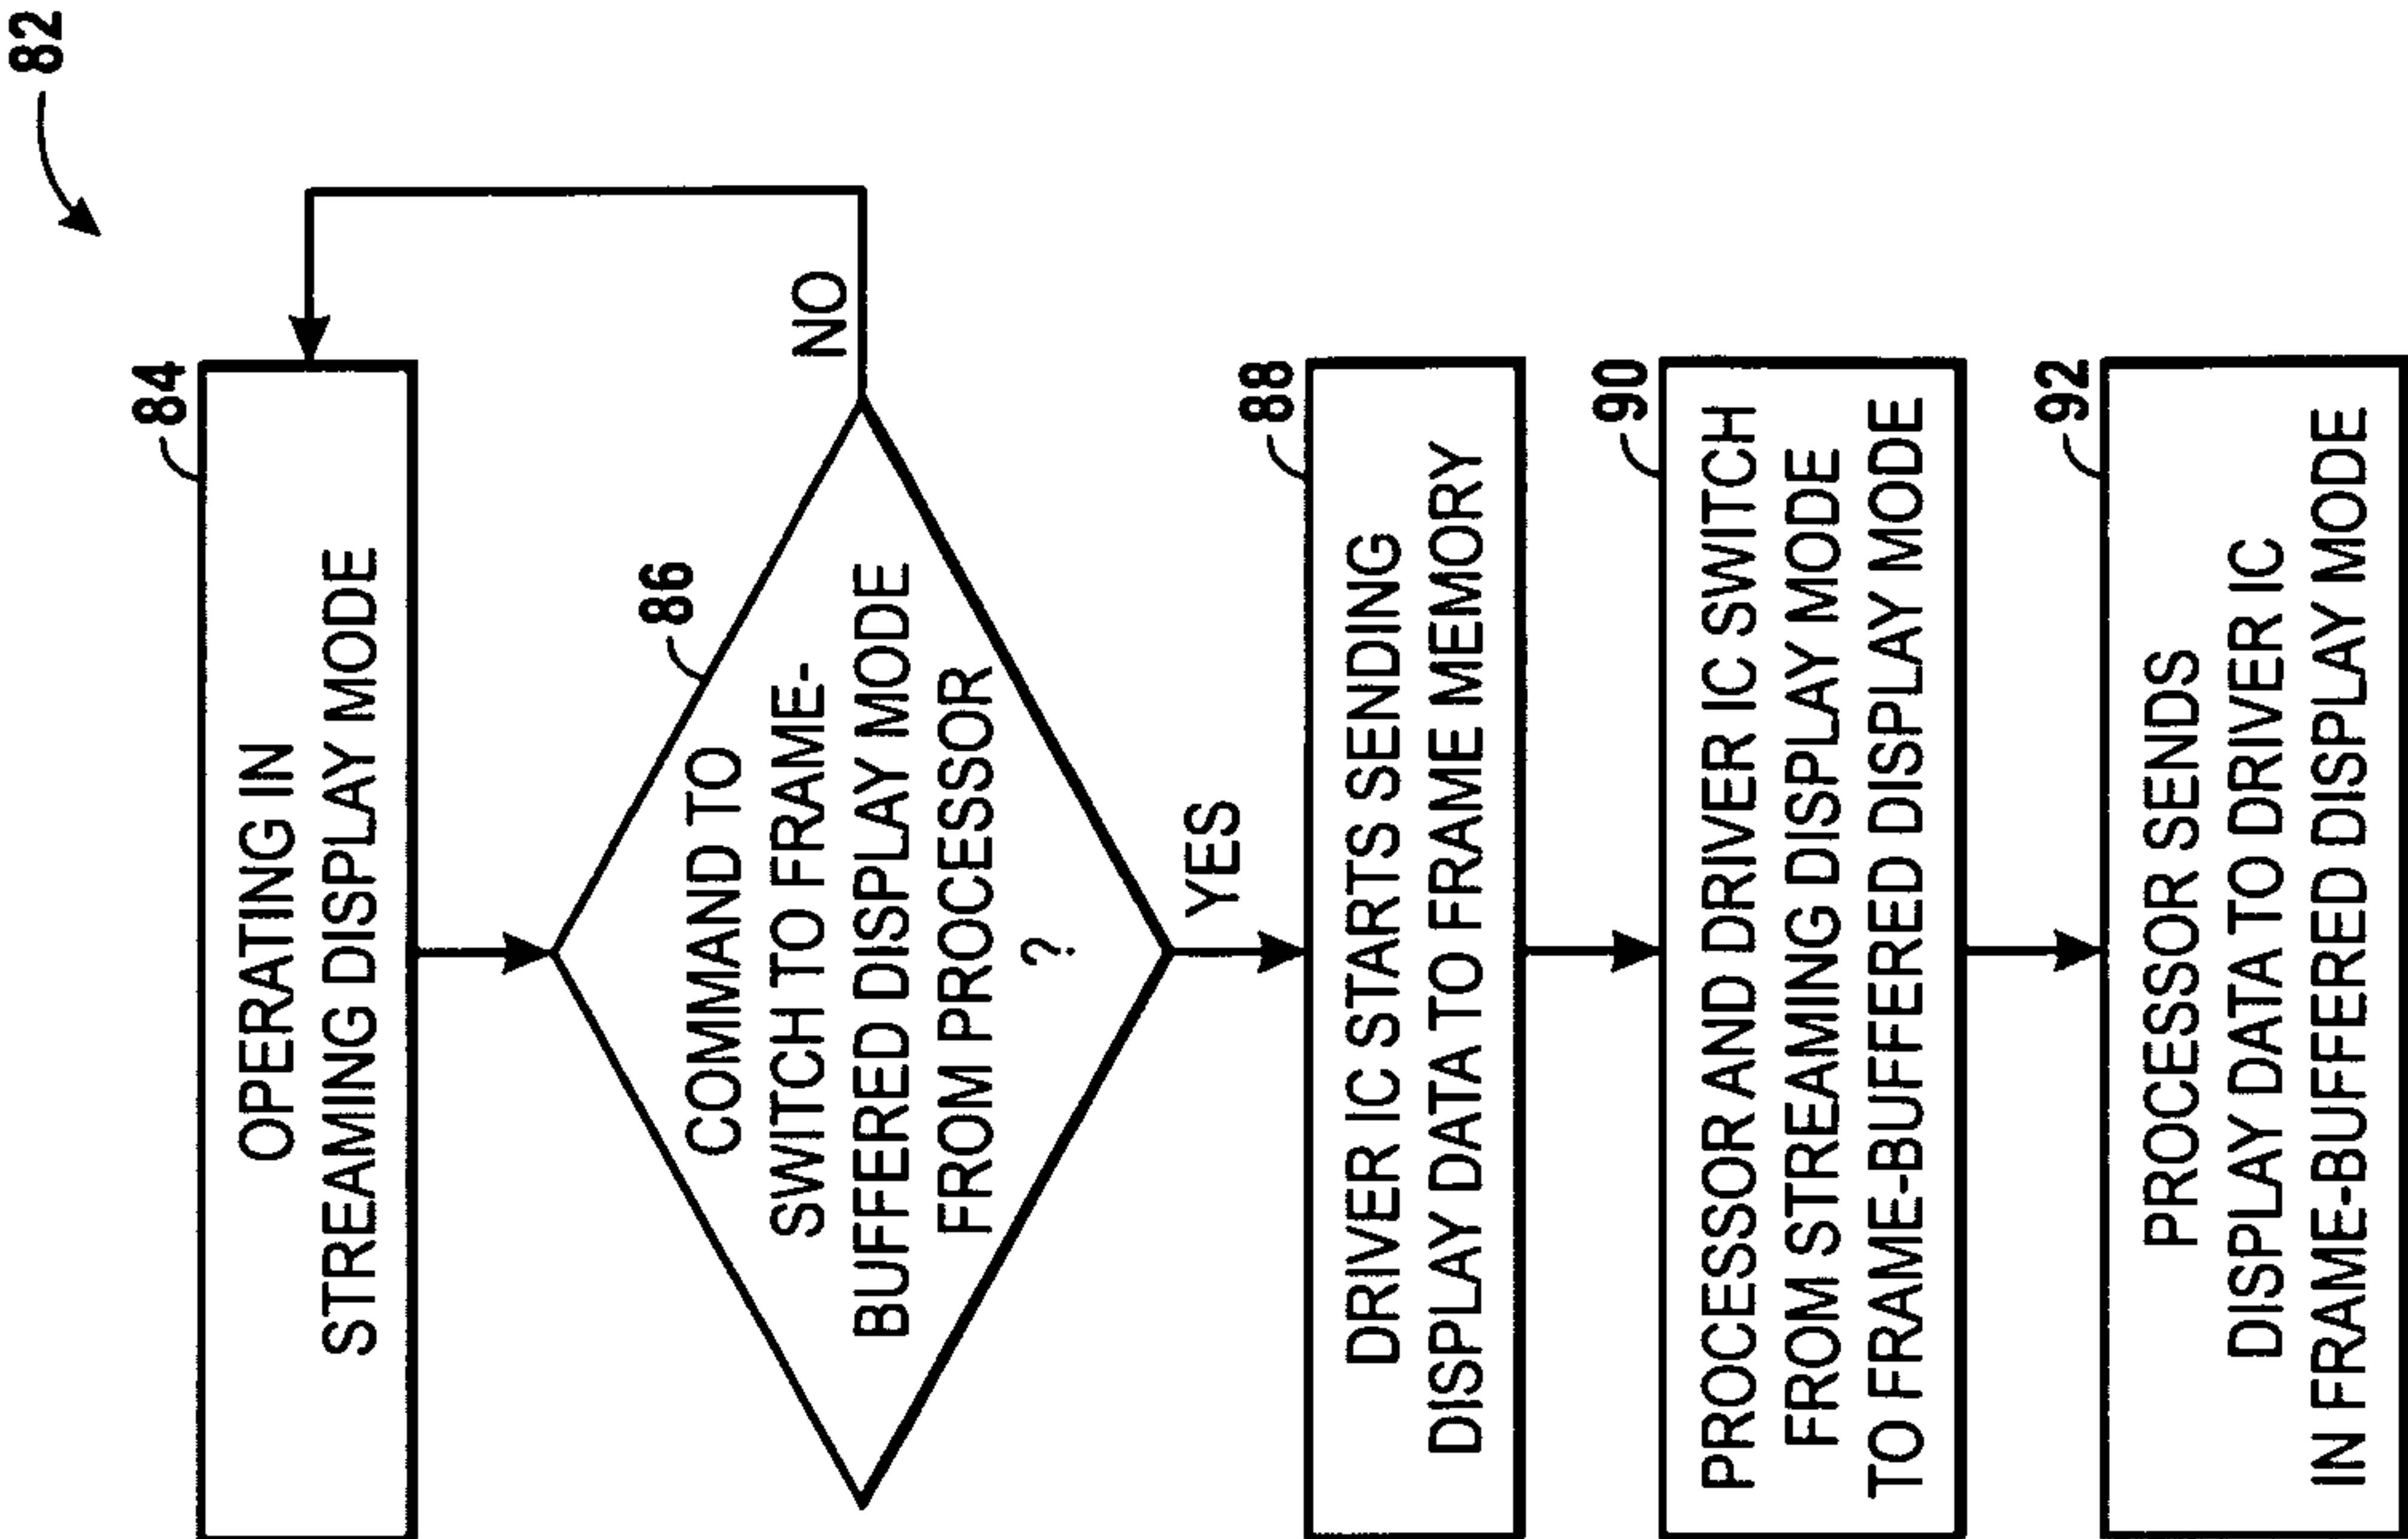 82
84
OPERATING IN
STREAMING DISPLAY MODE
86
COMMAND TO
SWITCH TO FRAME-
BUFFERED DISPLAY MODE
FROM PROCESSOR
?
NO
YES
88
DRIVER IC STARTS SENDING
DISPLAY DATA TO FRAME MEMORY
90
PROCESSOR AND DRIVER IC SWITCH
FROM STREAMING DISPLAY MODE
TO FRAME-BUFFERED DISPLAY MODE
92
PROCESSOR SENDS
DISPLAY DATA TO DRIVER IC
IN FRAME-BUFFERED DISPLAY MODE